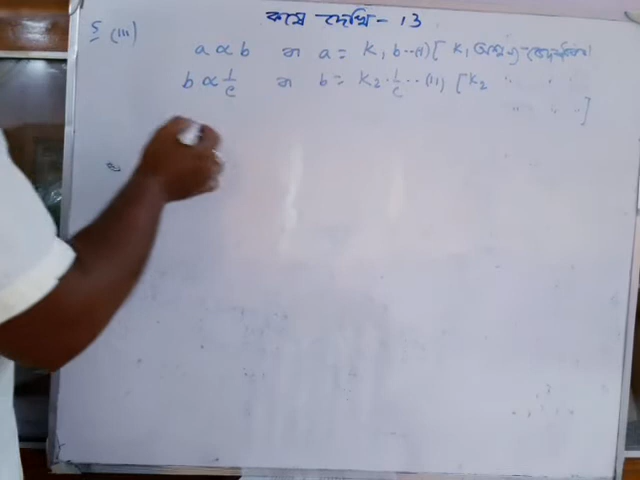 কষে দেখি - 13
5 (iii)
a ∝ b বা a = K₁ b ...(i) [ K₁ অশূন্য ভেদধ্রুবক
b ∝ 1/c বা b = K₂ · 1/c ...(ii) [ K₂ " " "
" " " ]